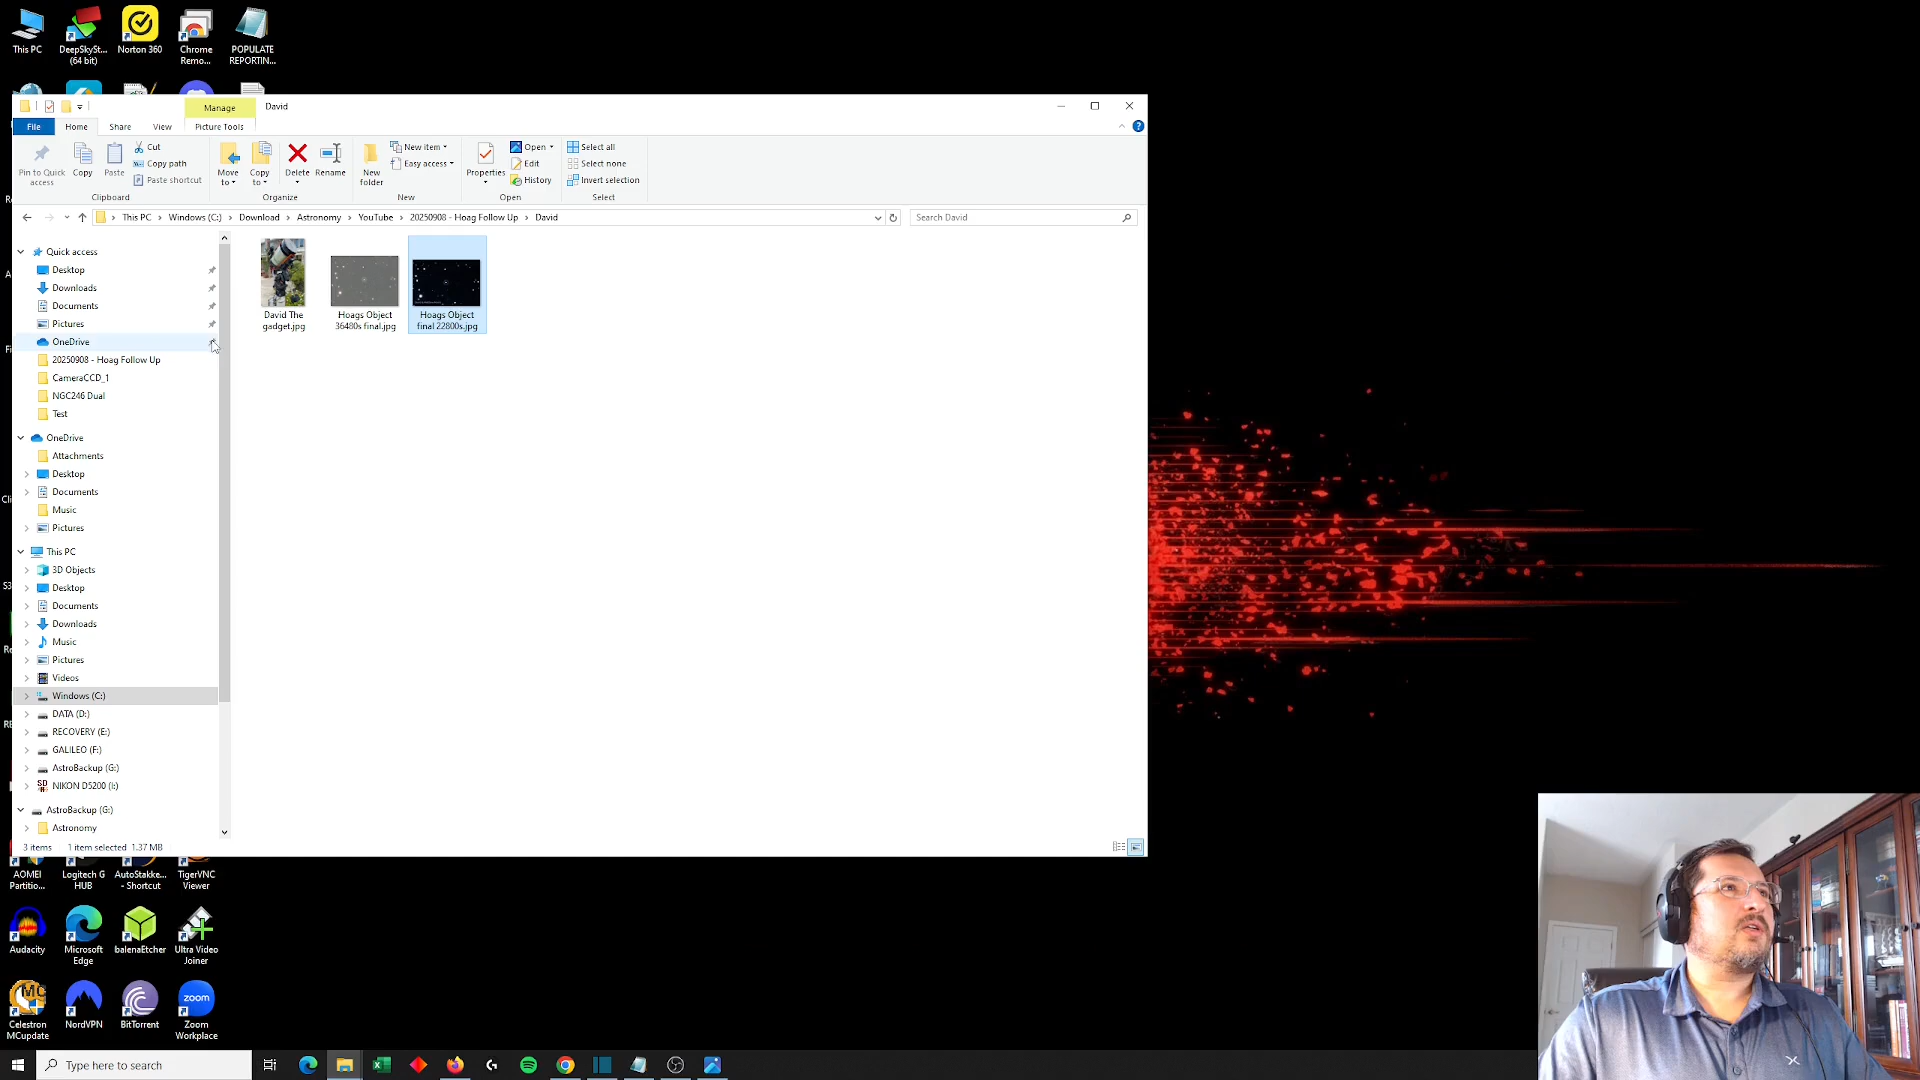 This PC
DeepSkySt...
(64 bit)
Norton 360
Chrome
Remo...
POPULATE
REPORTING...
Manage
David
File
Home
Share
View
Picture Tools
Pin to Quick
access
Copy
Paste
Cut
Copy path
Paste shortcut
Clipboard
Move
to
Copy
to
Delete
Rename
Organize
New
folder
New item
Easy access
New
Properties
Open
Edit
History
Open
Select all
Select none
Invert selection
Select
This PC > Windows (C:) > Download > Astronomy > YouTube > 20250908 - Hoag Follow Up > David
Search David
Quick access
Desktop
Downloads
Documents
Pictures
OneDrive
20250908 - Hoag Follow Up
CameraCCD_1
NGC246 Dual
Test
OneDrive
Attachments
Desktop
Documents
Music
Pictures
This PC
3D Objects
Desktop
Documents
Downloads
Music
Pictures
Videos
Windows (C:)
DATA (D:)
RECOVERY (E:)
GALILEO (F:)
AstroBackup (G:)
NIKON D5200 (I:)
AstroBackup (G:)
Astronomy
David The
gadget.jpg
Hoags Object
36480s final.jpg
Hoags Object
final 22800s.jpg
3 items
1 item selected 1.37 MB
AOMEI
Partitio...
Logitech G
HUB
AutoStakke...
- Shortcut
TigerVNC
Viewer
Audacity
Microsoft
Edge
balenaEtcher
Ultra Video
Joiner
Celestron
MCupdate
NordVPN
BitTorrent
zoom
Zoom
Workplace
Type here to search